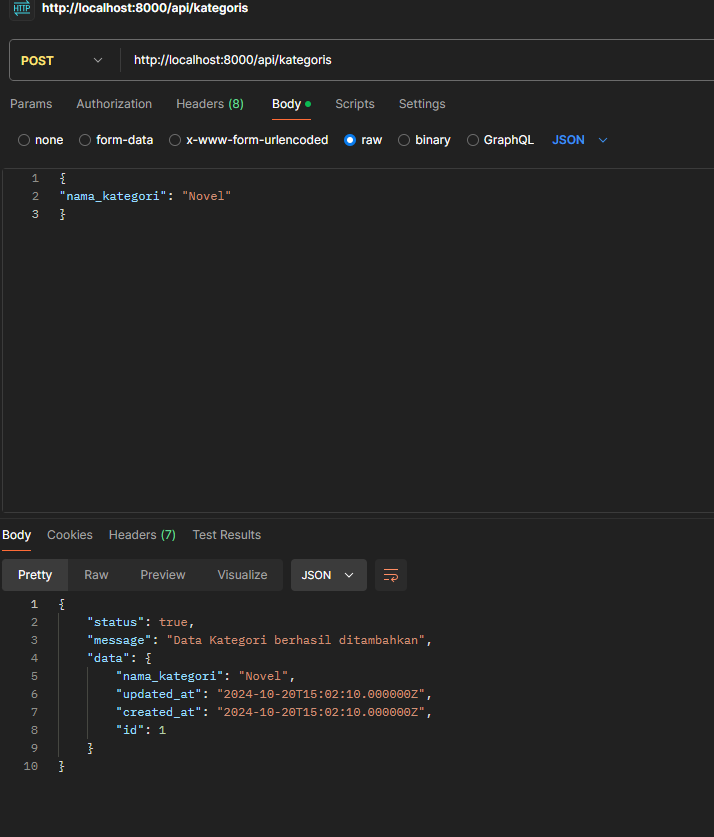 HTTP http://localhost:8000/api/kategoris
POST http://localhost:8000/api/kategoris
Params Authorization Headers (8) Body Scripts Settings
none form-data x-www-form-urlencoded raw binary GraphQL JSON
1 {
2 "nama_kategori": "Novel"
3 }
Body Cookies Headers (7) Test Results
Pretty Raw Preview Visualize JSON
1 {
2 "status": true,
3 "message": "Data Kategori berhasil ditambahkan",
4 "data": {
5 "nama_kategori": "Novel",
6 "updated_at": "2024-10-20T15:02:10.000000Z",
7 "created_at": "2024-10-20T15:02:10.000000Z",
8 "id": 1
9 }
10 }